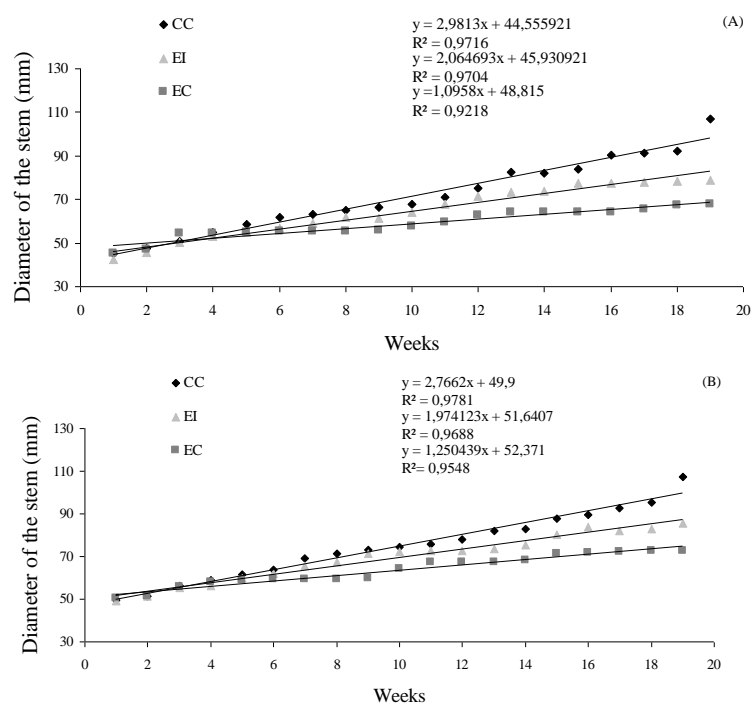 CC
EI
EC
y = 2,9813x + 44,555921
R² = 0,9716
y = 2,064693x + 45,930921
R² = 0,9704
y =1,0958x + 48,815
R² = 0,9218
(A)
Diameter of the stem (mm)
130
110
90
70
50
30
0 2 4 6 8 10 12 14 16 18 20
Weeks
CC
EI
EC
y = 2,7662x + 49,9
R² = 0,9781
y = 1,974123x + 51,6407
R² = 0,9688
y = 1,250439x + 52,371
R²= 0,9548
(B)
Diameter of the stem (mm)
130
110
90
70
50
30
0 2 4 6 8 10 12 14 16 18 20
Weeks